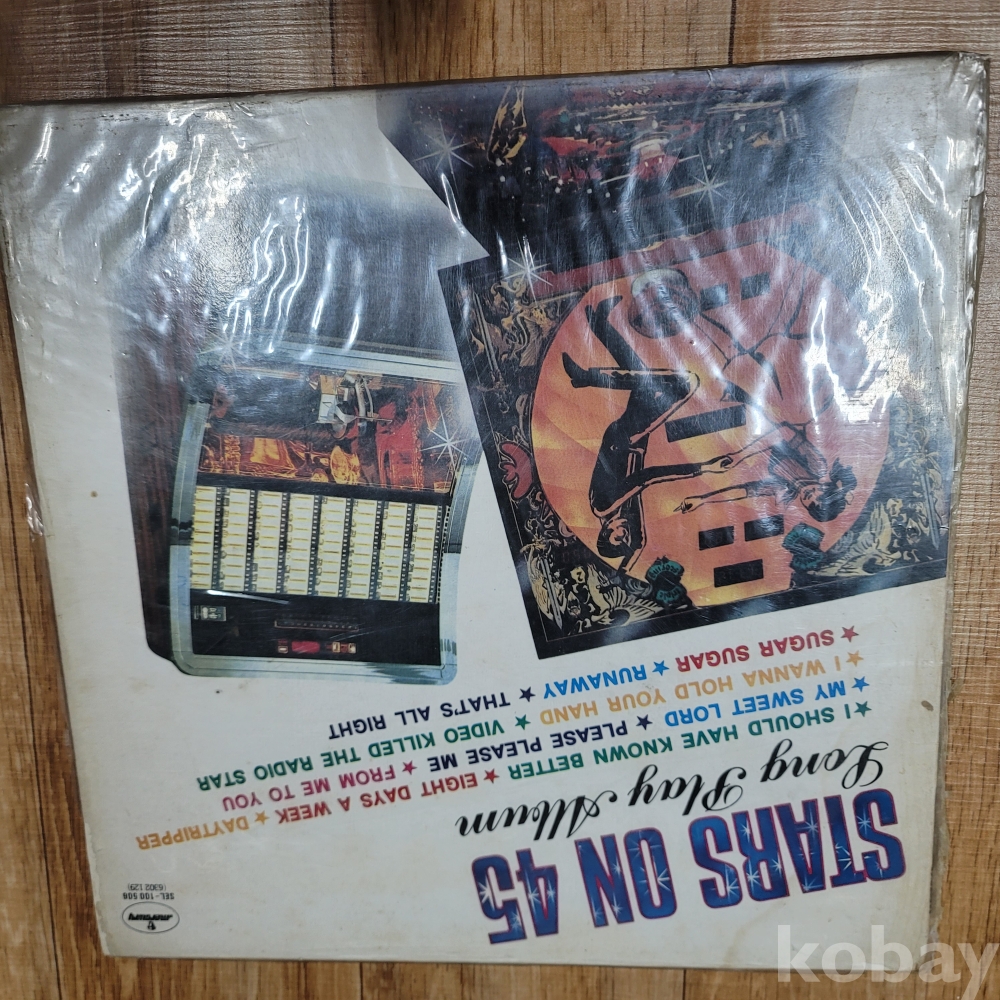 STARS ON 45
Long Play Album
mercury
SEL-100 508
(6302 129)
★ I SHOULD HAVE KNOWN BETTER ★ EIGHT DAYS A WEEK ★ DAYTRIPPER
★ MY SWEET LORD ★ PLEASE PLEASE ME ★ FROM ME TO YOU
★ I WANNA HOLD YOUR HAND ★ VIDEO KILLED THE RADIO STAR
★ SUGAR SUGAR ★ RUNAWAY ★ THAT'S ALL RIGHT
kobay